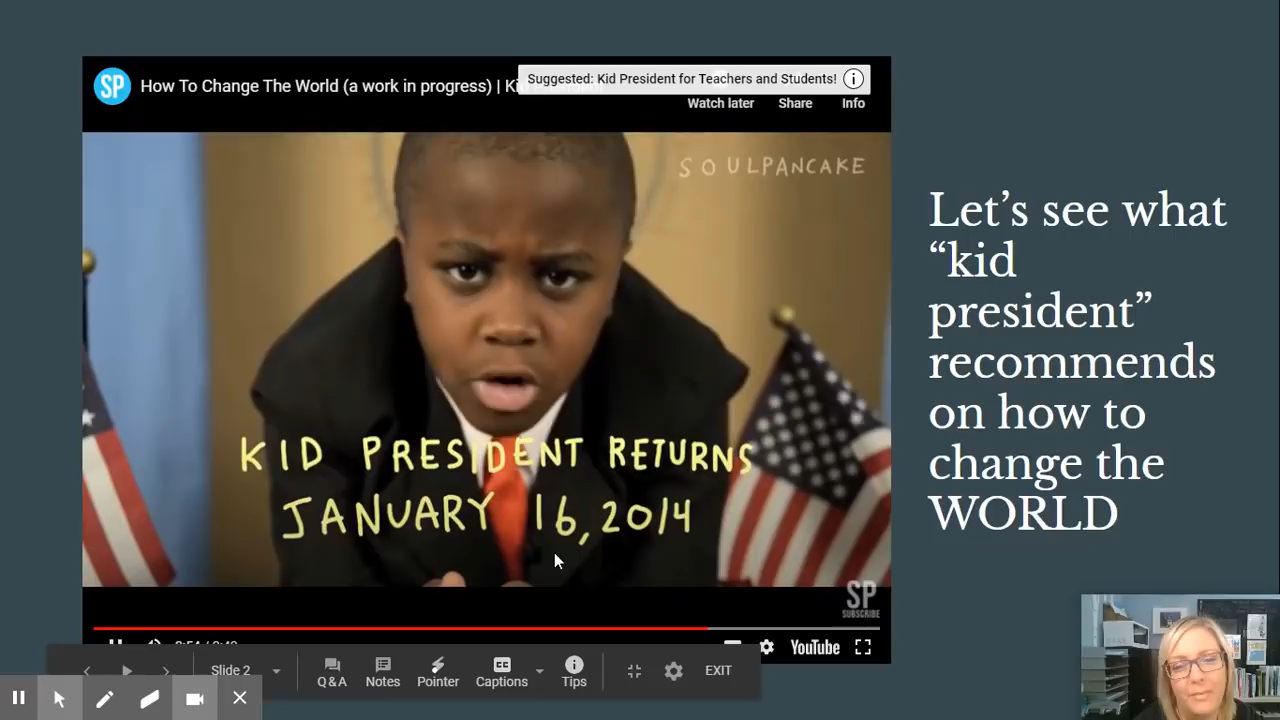 SP
How To Change The World (a work in progress) | Ki
Suggested: Kid President for Teachers and Students!
Watch later
Share
Info
SOULPANCAKE
KID PRESIDENT RETURNS
JANUARY 16, 2014
SP
SUBSCRIBE
YouTube
Let’s see what
“kid
president”
recommends
on how to
change the
WORLD
Slide 2
Q & A
Notes
Pointer
CC
Captions
Tips
EXIT